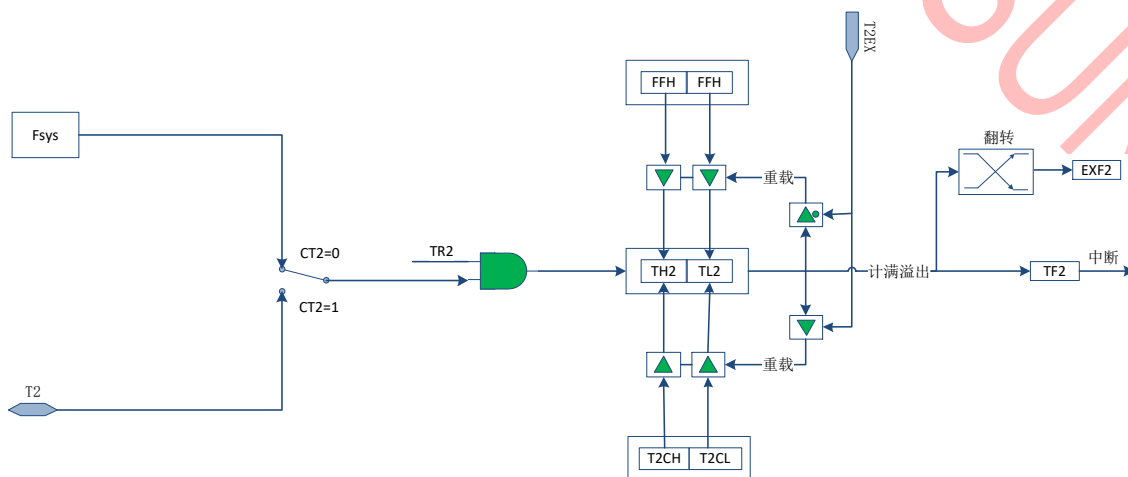 T2EX
FFH FFH
Fsys
翻转
重载
EXF2
CT2=0
TR2
TH2 TL2
计满溢出
TF2
中断
CT2=1
重载
T2
T2CH T2CL